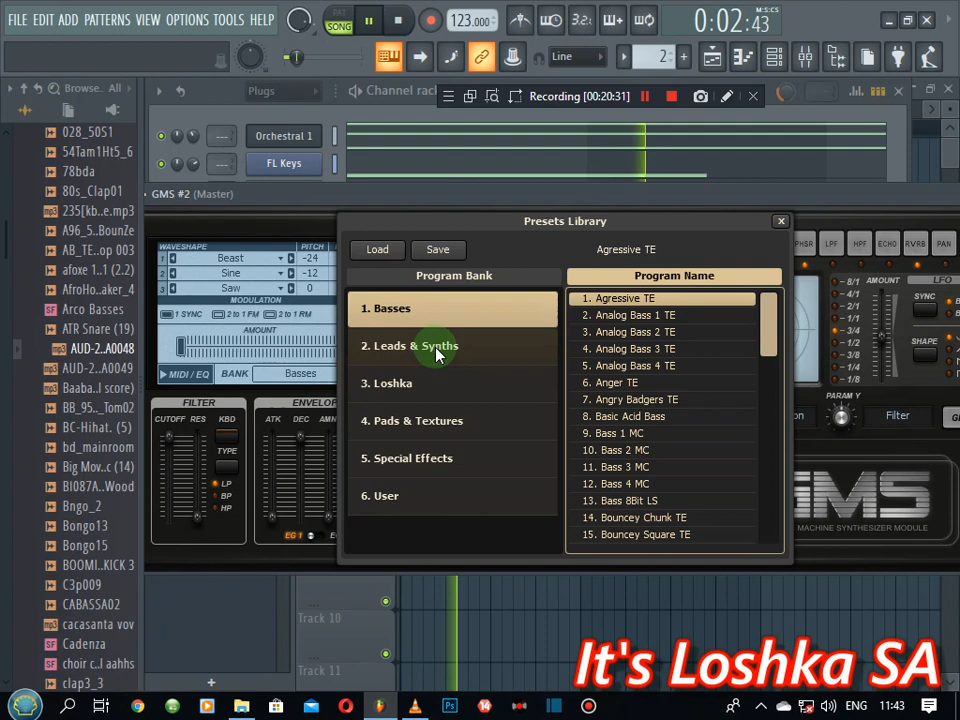 FILE EDIT ADD PATTERNS VIEW OPTIONS TOOLS HELP
PAT
SONG
123.000
3.2
0:02:43
M:S:CS
Line
2
Browse.. All
Plugs
Channel rack
Recording [00:20:31]
028_50S1
54Tam1Ht5_6
78bda
80s_Clap01
235[kb..e.mp3
A96_5..BounZe
AB_TE..op 003
afoxe 1..1 (2)
AfroHo..aker_4
Arco Basses
ATR Snare (19)
AUD-2..A0048
AUD-2..A0049
Baaba..l score)
BB_95.._Tom02
BC-Hihat. (5)
bd_mainroom
Big Mov..c (14)
BI087A..Wood
Bngo_2
Bongo13
Bongo15
BOOMI..KICK 3
C3p009
CABASSA02
cacasanta vov
Cadenza
choir c..l aahhs
clap3_3
Orchestral 1
FL Keys
GMS #2 (Master)
WAVESHAPE PITCH
1 Beast -24
2 Sine -12
3 Saw 0
MODULATION
1 SYNC 2 to 1 FM 2 to 1
AMOUNT
MIDI / EQ BANK Basses
FILTER
CUTOFF RES KBD
TYPE
LP
BP
HP
ENVELO
ATK DEC
EG 1
Presets Library
Load Save Agressive TE
Program Bank
1. Basses
2. Leads & Synths
3. Loshka
4. Pads & Textures
5. Special Effects
6. User
Program Name
1. Agressive TE
2. Analog Bass 1 TE
3. Analog Bass 2 TE
4. Analog Bass 3 TE
5. Analog Bass 4 TE
6. Anger TE
7. Angry Badgers TE
8. Basic Acid Bass
9. Bass 1 MC
10. Bass 2 MC
11. Bass 3 MC
12. Bass 4 MC
13. Bass 8Bit LS
14. Bouncey Chunk TE
15. Bouncey Square TE
PHSR LPF HPF ECHO RVRB PAN
AMOUNT LFO
8/1
4/1
2/1
1/1
1/2
3/4
1/4
1/8
SYNC
SHAPE
PARAM Y
Filter
GMS
MACHINE SYNTHESIZER MODULE
Track 10
Track 11
It's Loshka SA
ENG 11:43